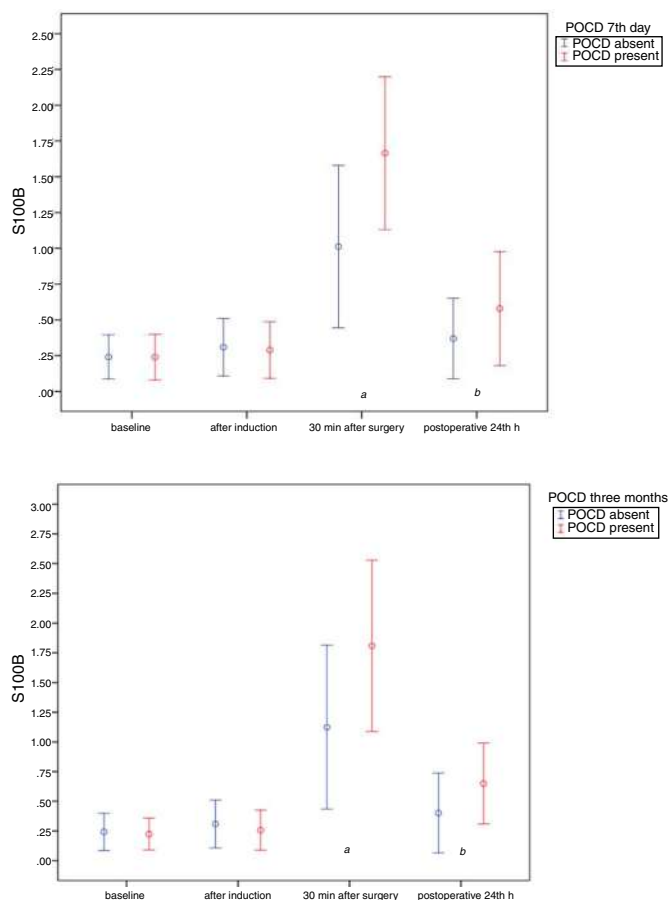 POCD 7th day
POCD absent
POCD present
2.50
2.25
2.00
1.75
1.50
1.25
1.00
.75
.50
.25
.00
S100B
a
b
baseline
after induction
30 min after surgery
postoperative 24th h
POCD three months
POCD absent
POCD present
3.00
2.75
2.50
2.25
2.00
1.75
1.50
1.25
1.00
.75
.50
.25
.00
S100B
a
b
baseline
after induction
30 min after surgery
postoperative 24th h